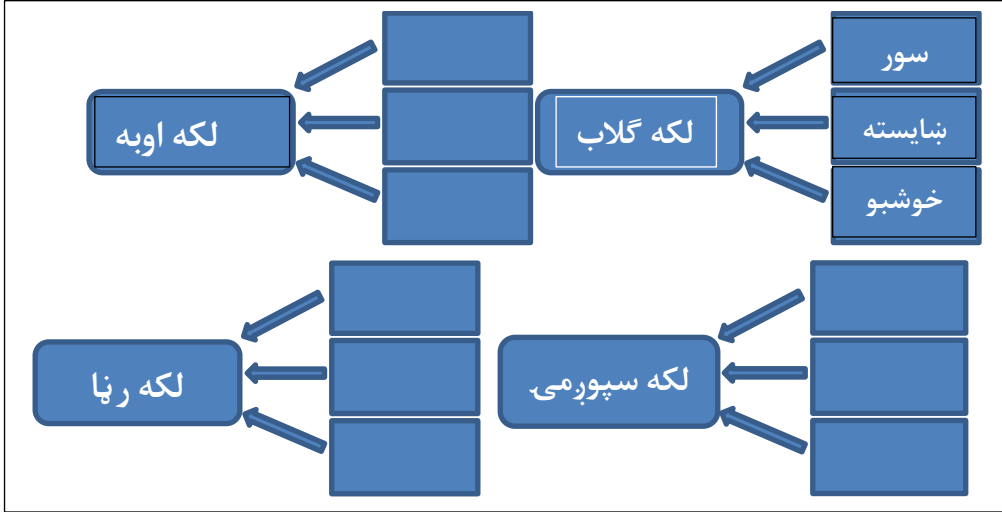 سور
ښایسته
خوشبو
لکه ګلاب
لکه اوبه
لکه سپوږمۍ
لکه رڼا